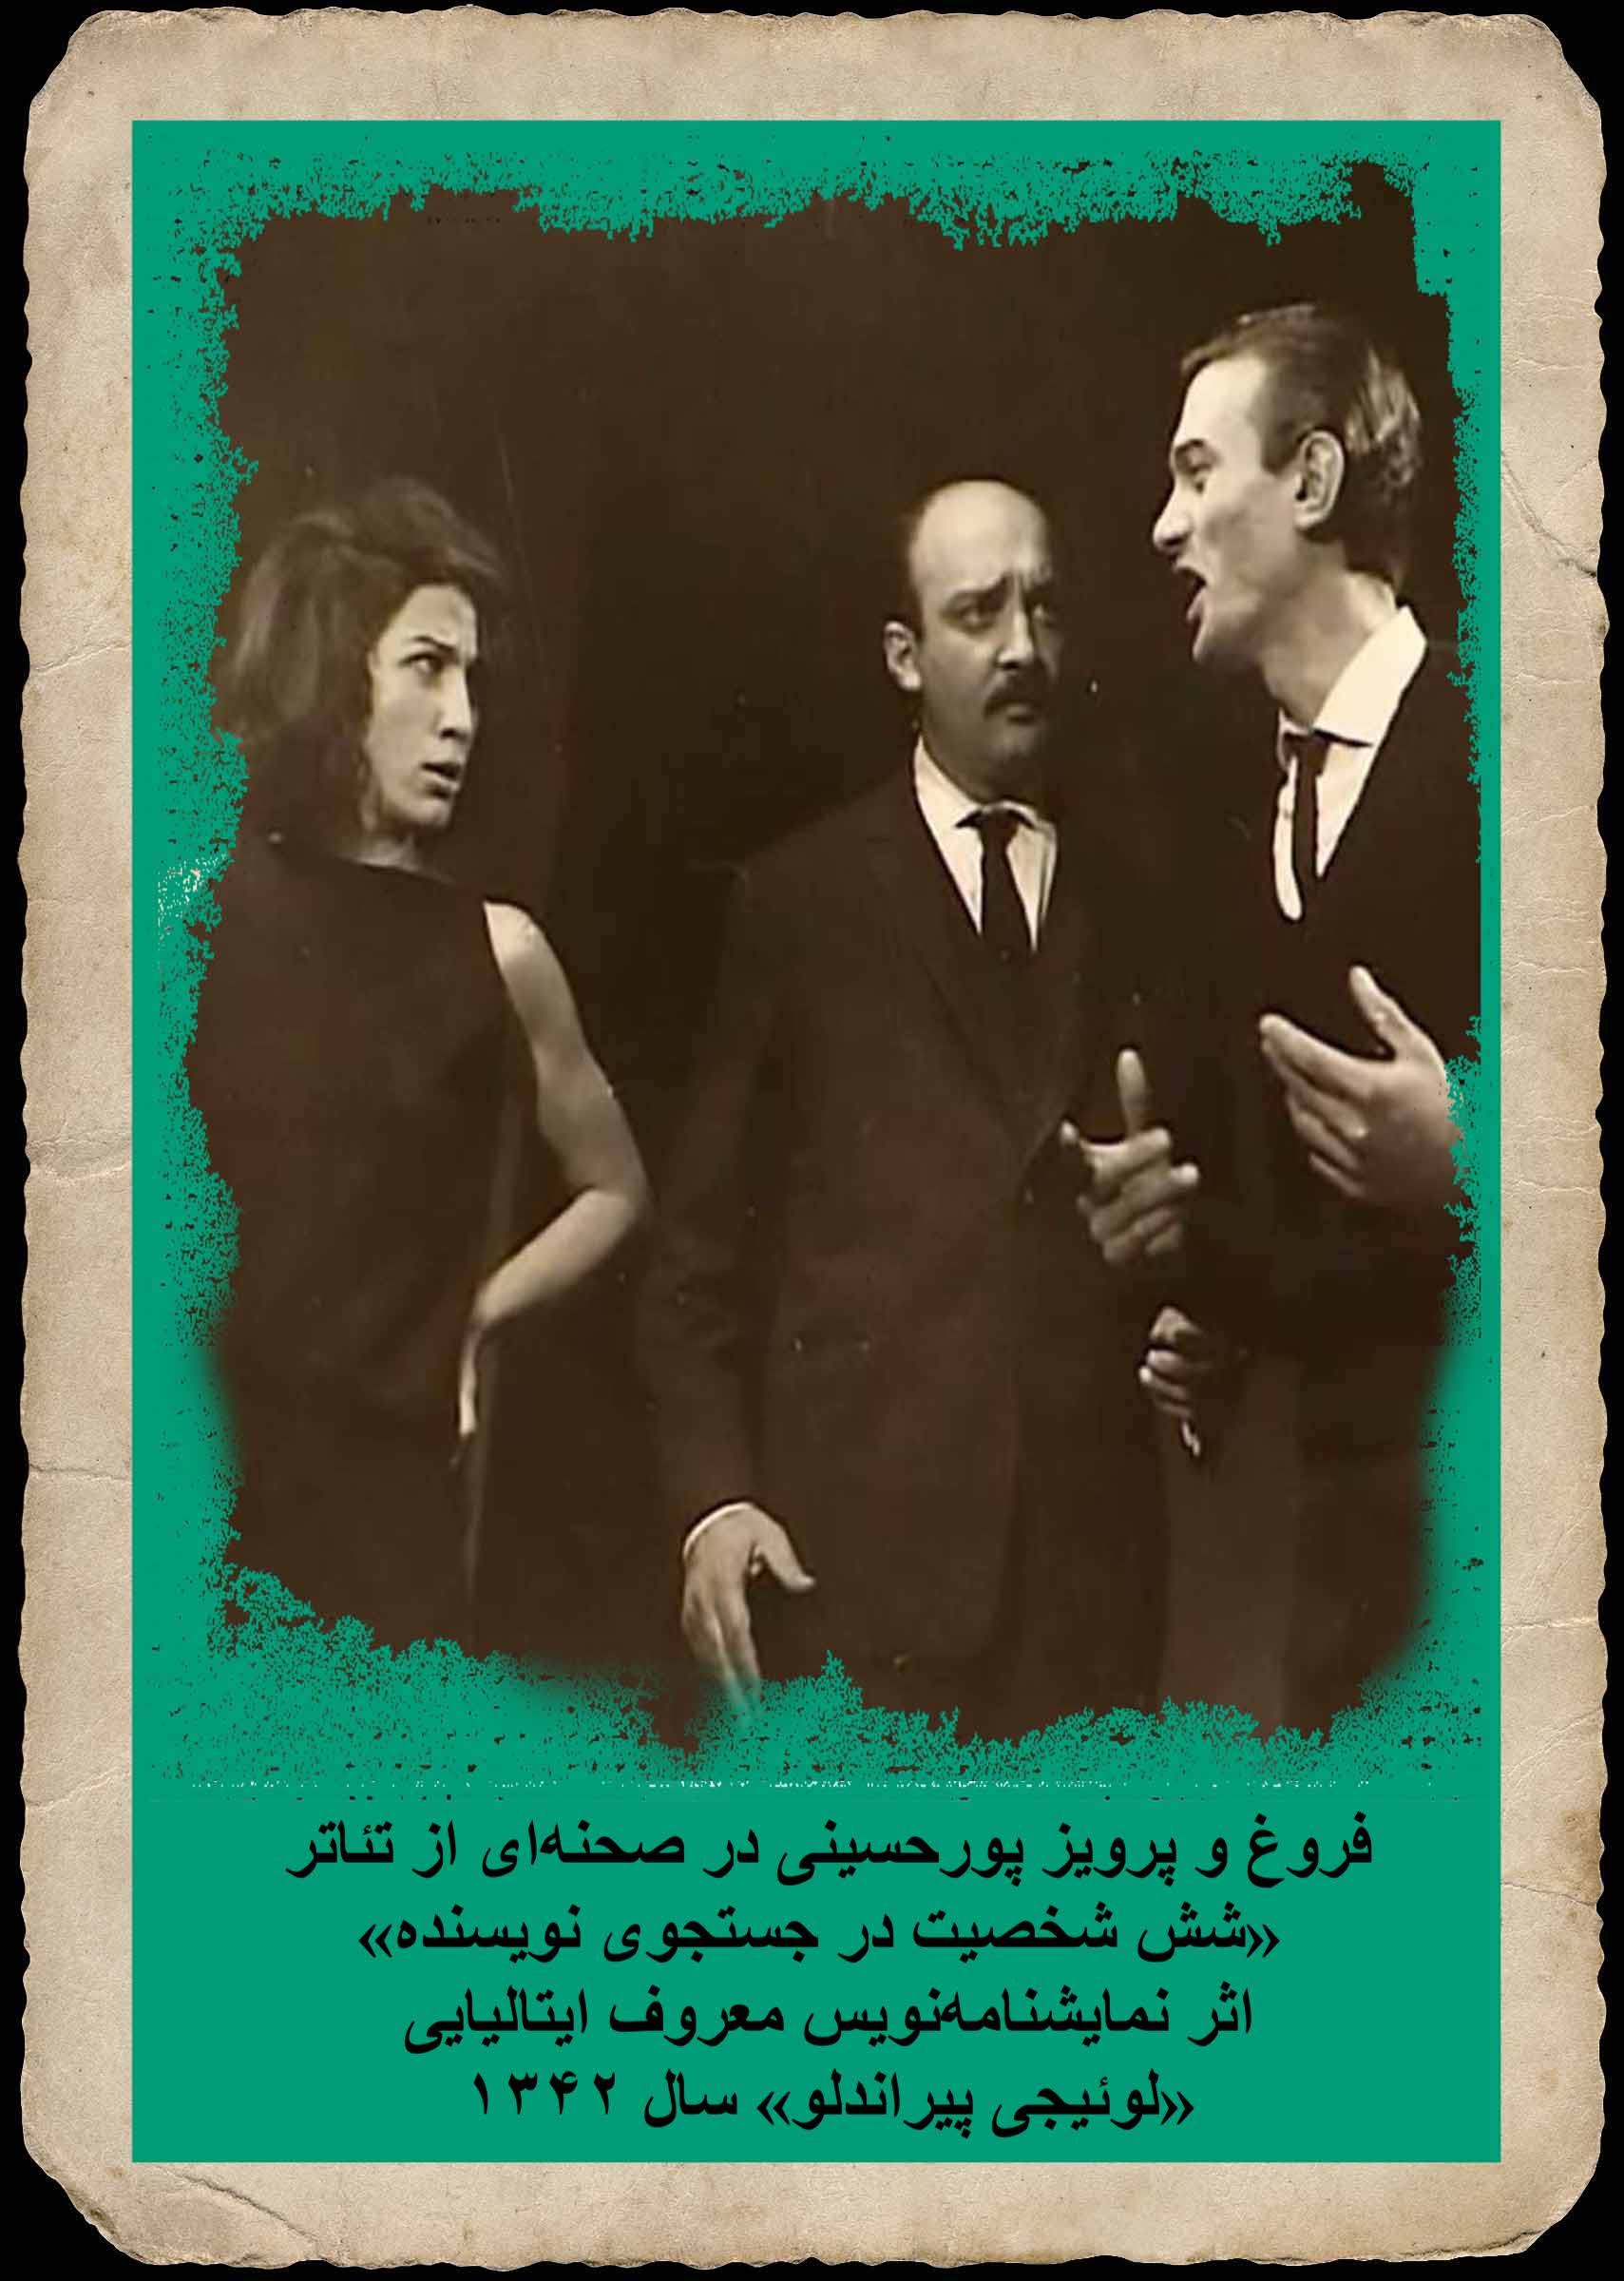 فروغ و پرویز پورحسینی در صحنه‌ای از تئاتر
«شش شخصیت در جستجوی نویسنده»
اثر نمایشنامه‌نویس معروف ایتالیایی
«لوئیجی پیراندلو» سال ۱۳۴۲